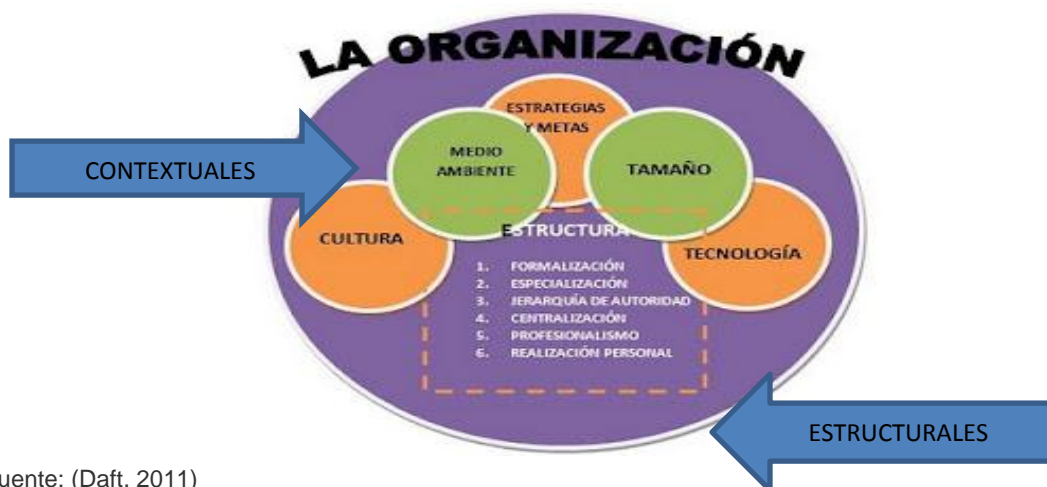 LA ORGANIZACIÓN
ESTRATEGIAS
Y METAS
MEDIO
AMBIENTE
TAMAÑO
CONTEXTUALES
CULTURA
ESTRUCTURA
TECNOLOGÍA
1. FORMALIZACIÓN
2. ESPECIALIZACIÓN
3. JERARQUÍA DE AUTORIDAD
4. CENTRALIZACIÓN
5. PROFESIONALISMO
6. REALIZACIÓN PERSONAL
ESTRUCTURALES
uente: (Daft, 2011)